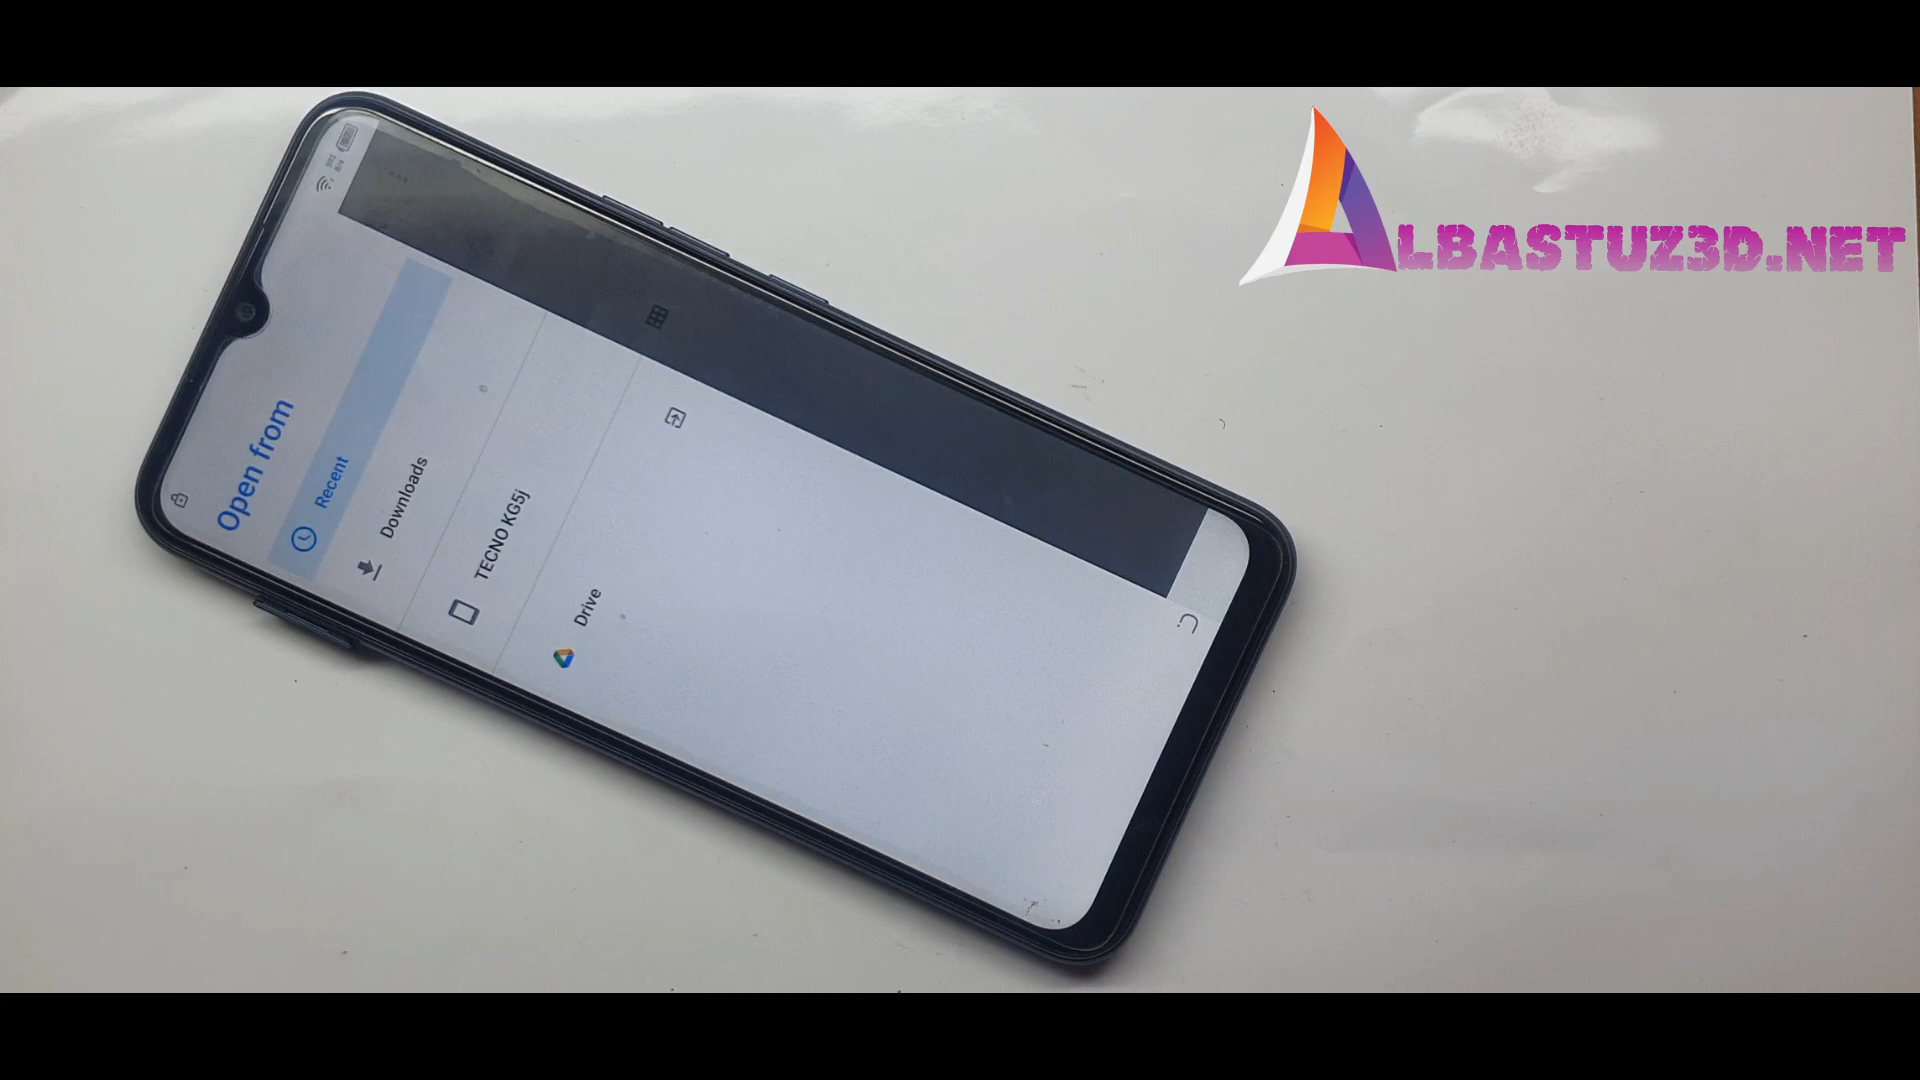 ALBASTUZ3D.NET
Open from
Recent
Downloads
TECNO KG5j
Drive